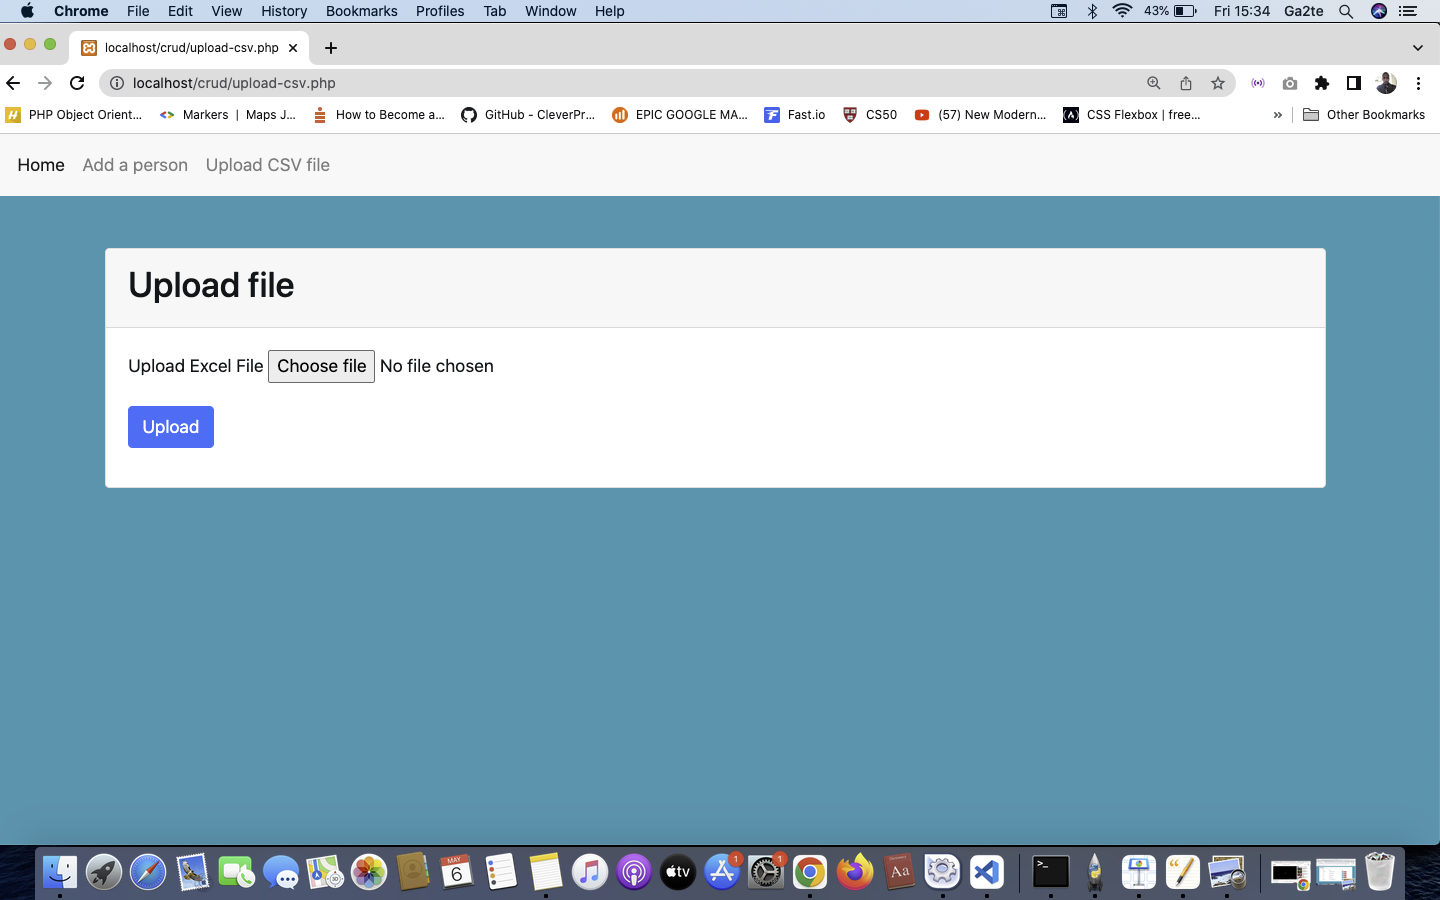 Chrome File Edit View History Bookmarks Profiles Tab Window Help 43% Fri 15:34 Ga2te
localhost/crud/upload-csv.php
localhost/crud/upload-csv.php
PHP Object Orient... Markers | Maps J... How to Become a... GitHub - CleverPr... EPIC GOOGLE MA... Fast.io CS50 (57) New Modern... CSS Flexbox | free... » Other Bookmarks
Home Add a person Upload CSV file
Upload file
Upload Excel File Choose file No file chosen
Upload
MAY
6
tv
1
1
Aa
>_